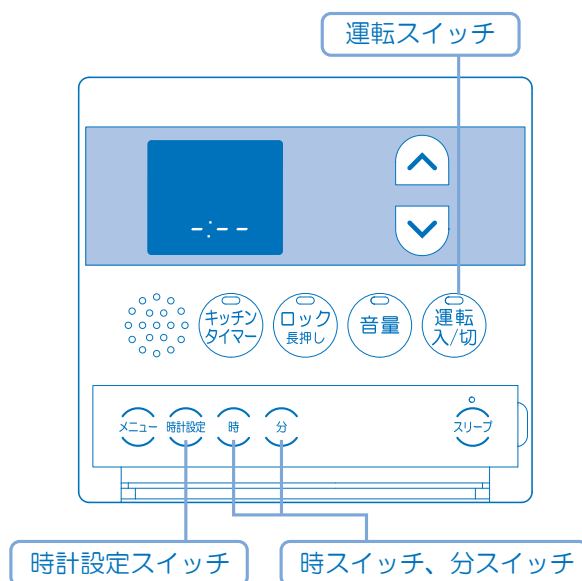 運転スイッチ
-:--
キッチン
タイマー
ロック
長押し
音量
運転
入/切
メニュー
時計設定
時
分
スリープ
時計設定スイッチ
時スイッチ、分スイッチ